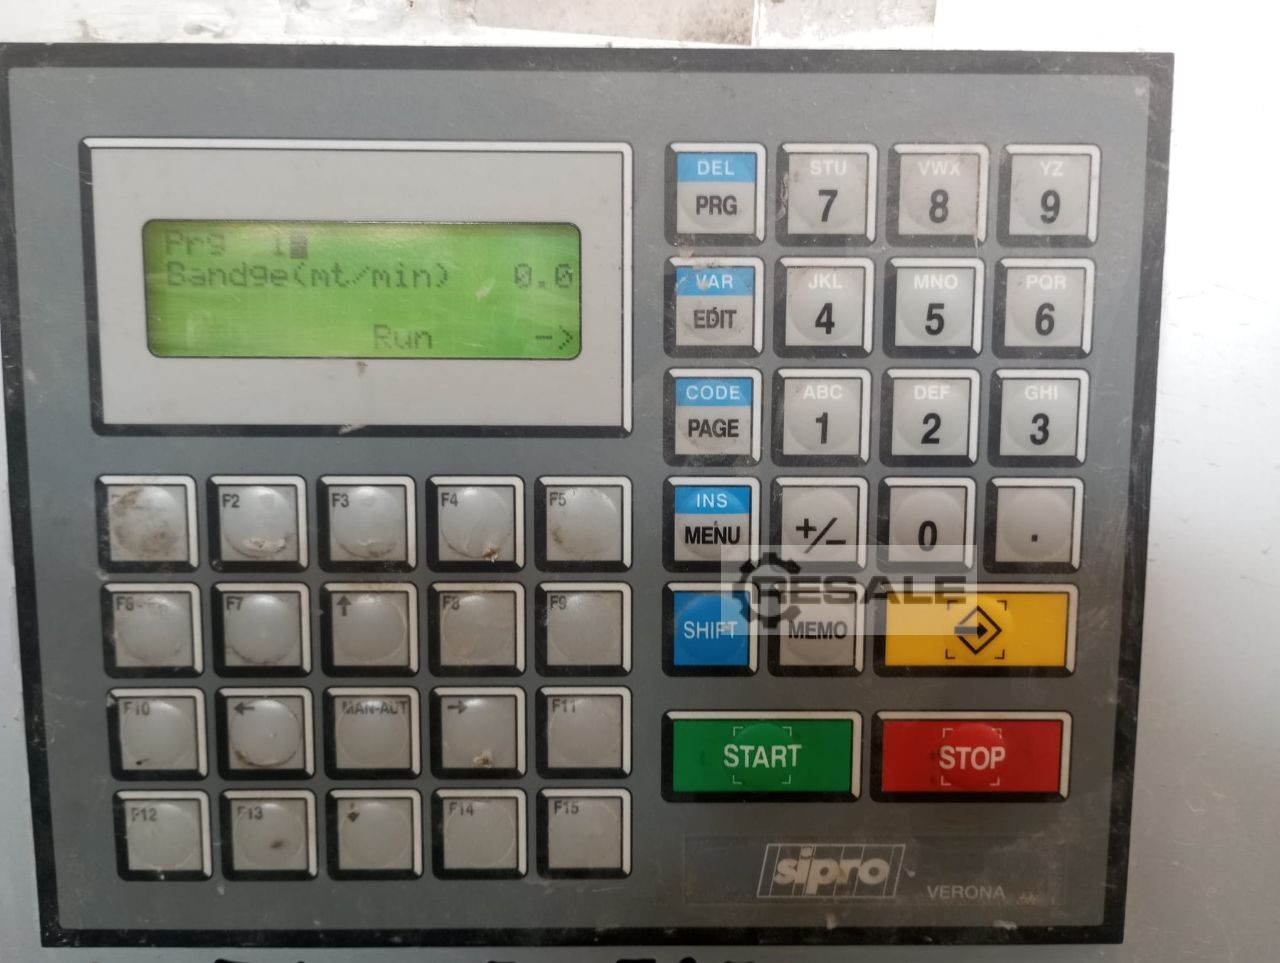 Prg 1
Bandge(mt/min) 0.0
Run ->
DEL
PRG
STU
7
VWX
8
YZ
9
VAR
EDIT
JKL
4
MNO
5
PQR
6
CODE
PAGE
ABC
1
DEF
2
GHI
3
INS
MENU
+/-
0
.
SHIFT
MEMO
RESALE
START
STOP
F2
F3
F4
F5
F6
F7
↑
F8
F9
F10
←
MAN-AUT
→
F11
F12
F13
↓
F14
F15
sipro
VERONA